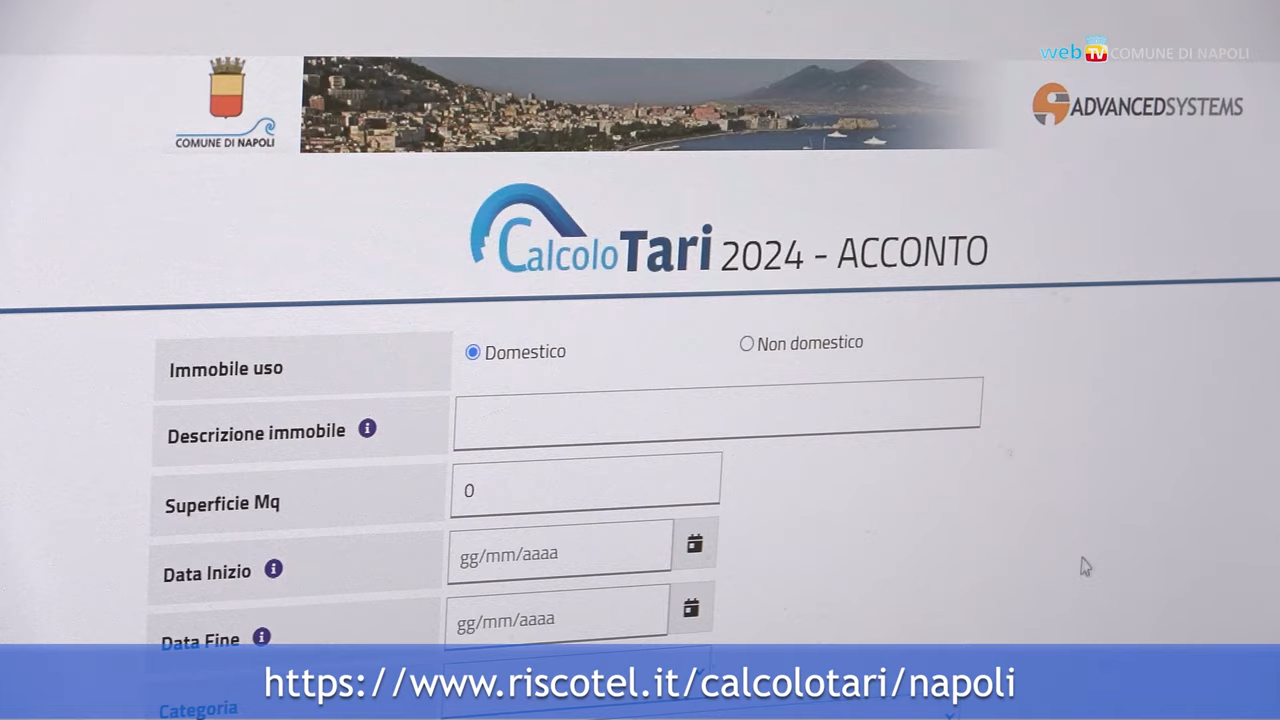 web TV COMUNE DI NAPOLI
COMUNE DI NAPOLI
ADVANCEDSYSTEMS
CalcoloTari 2024 - ACCONTO
Immobile uso
Domestico
Non domestico
Descrizione immobile i
Superficie Mq
0
Data Inizio i
gg/mm/aaaa
Data Fine i
gg/mm/aaaa
Categoria
https://www.riscotel.it/calcolotari/napoli